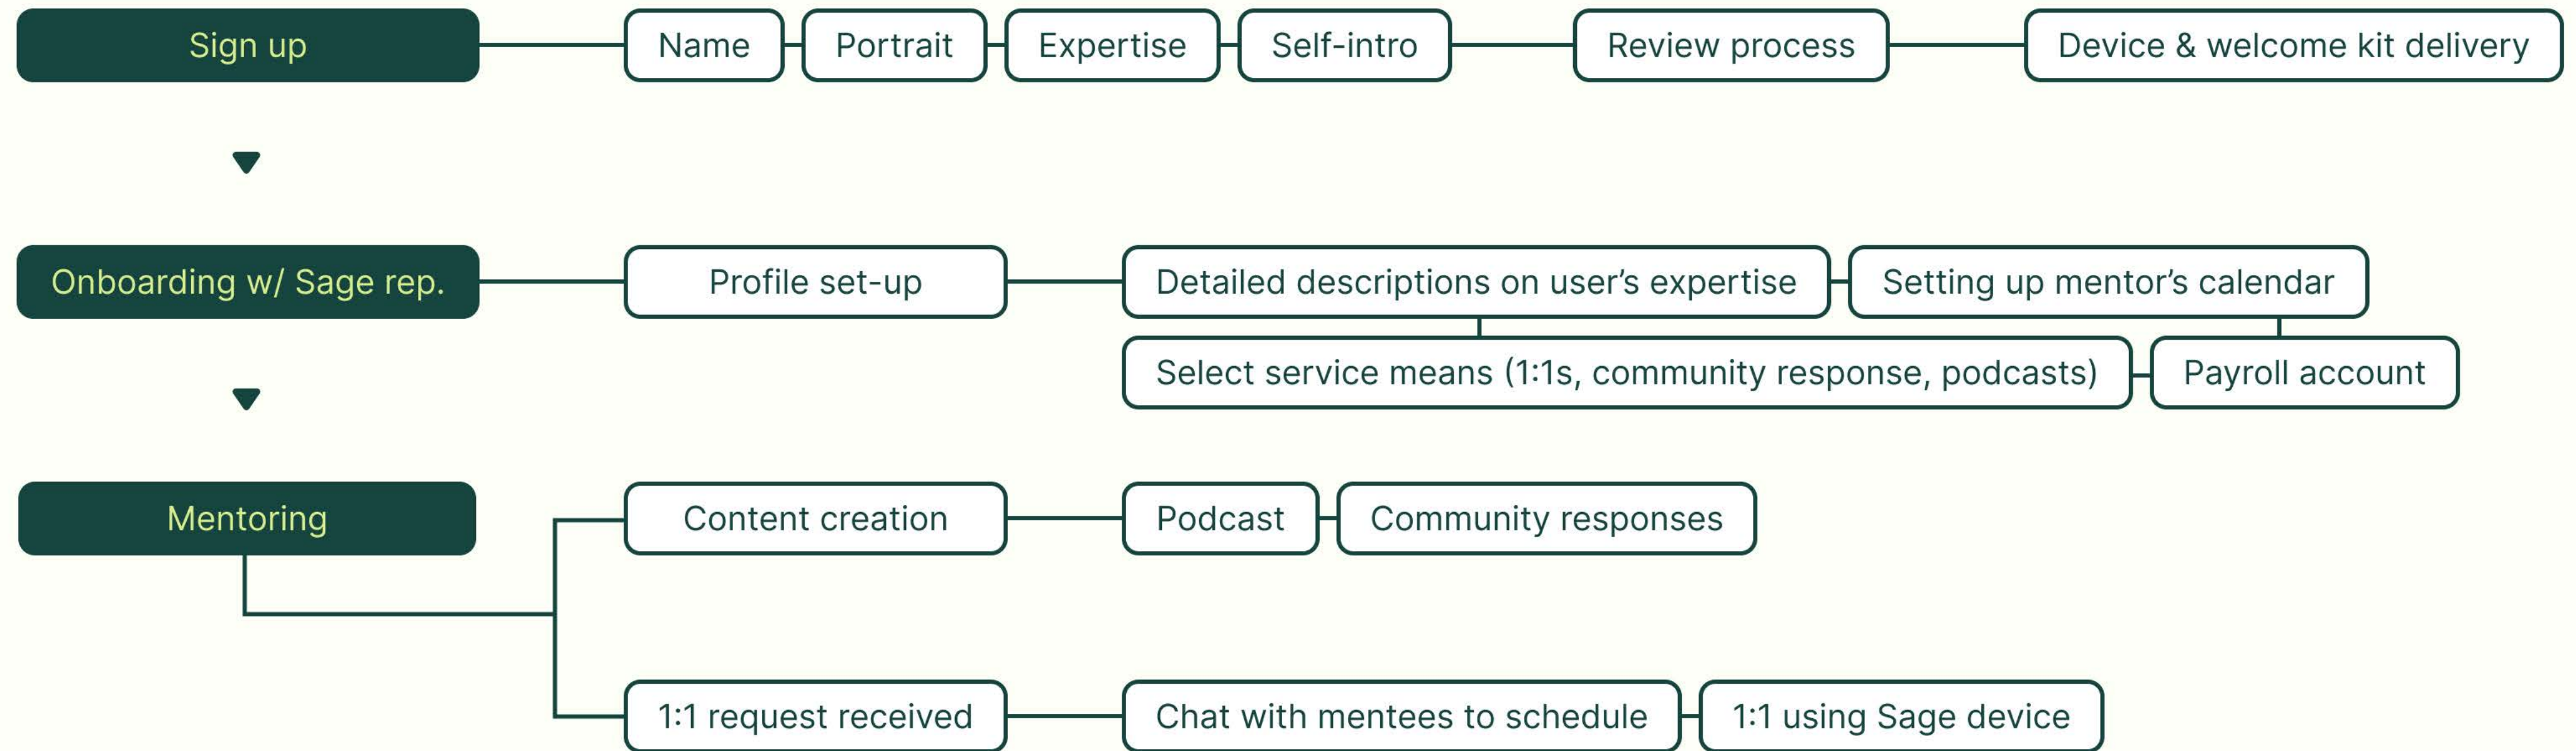 Sign up
Name
Portrait
Expertise
Self-intro
Review process
Device & welcome kit delivery
Onboarding w/ Sage rep.
Profile set-up
Detailed descriptions on user’s expertise
Setting up mentor’s calendar
Select service means (1:1s, community response, podcasts)
Payroll account
Mentoring
Content creation
Podcast
Community responses
1:1 request received
Chat with mentees to schedule
1:1 using Sage device